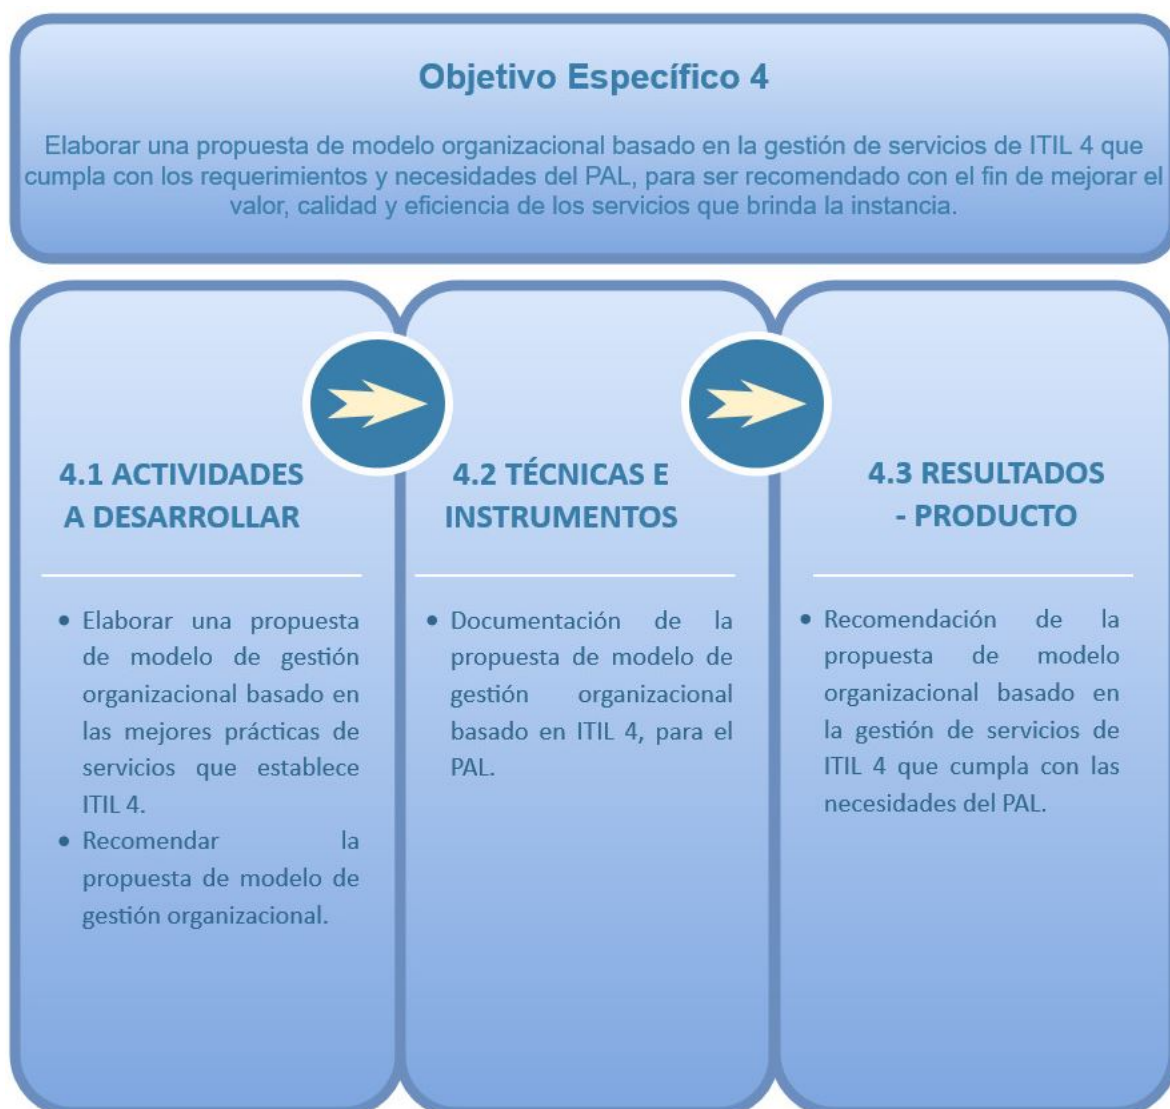 Objetivo Específico 4
Elaborar una propuesta de modelo organizacional basado en la gestión de servicios de ITIL 4 que
cumpla con los requerimientos y necesidades del PAL, para ser recomendado con el fin de mejorar el
valor, calidad y eficiencia de los servicios que brinda la instancia.
4.1 ACTIVIDADES
A DESARROLLAR
• Elaborar una propuesta
de modelo de gestión
organizacional basado en
las mejores prácticas de
servicios que establece
ITIL 4.
• Recomendar la
propuesta de modelo de
gestión organizacional.
4.2 TÉCNICAS E
INSTRUMENTOS
• Documentación de la
propuesta de modelo de
gestión organizacional
basado en ITIL 4, para el
PAL.
4.3 RESULTADOS
- PRODUCTO
• Recomendación de la
propuesta de modelo
organizacional basado en
la gestión de servicios de
ITIL 4 que cumpla con las
necesidades del PAL.